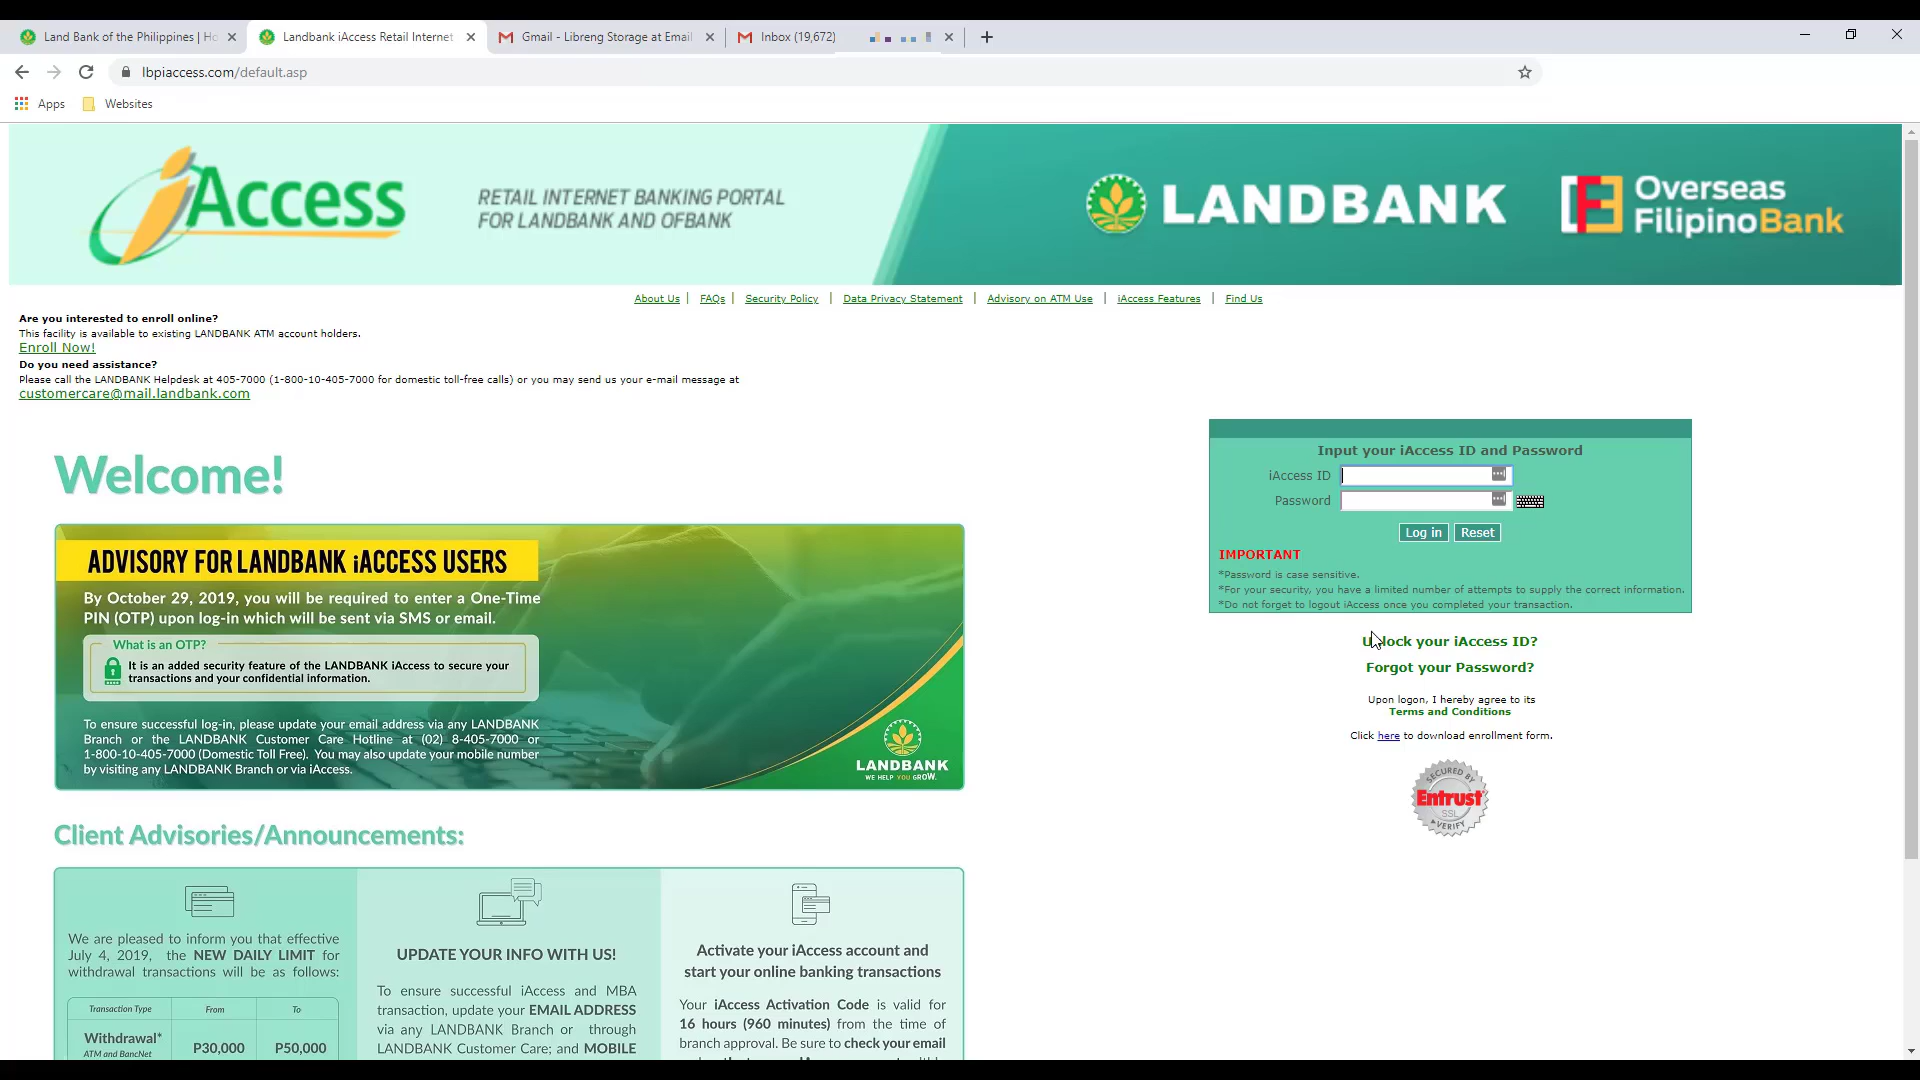 Land Bank of the Philippines | Ho
Landbank iAccess Retail Internet
Gmail - Libreng Storage at Email
Inbox (19,672)
lbpiaccess.com/default.asp
Apps
Websites
iAccess
RETAIL INTERNET BANKING PORTAL
FOR LANDBANK AND OFBANK
LANDBANK
Overseas
FilipinoBank
About Us | FAQs | Security Policy | Data Privacy Statement | Advisory on ATM Use | iAccess Features | Find Us
Are you interested to enroll online?
This facility is available to existing LANDBANK ATM account holders.
Enroll Now!
Do you need assistance?
Please call the LANDBANK Helpdesk at 405-7000 (1-800-10-405-7000 for domestic toll-free calls) or you may send us your e-mail message at
customercare@mail.landbank.com
Welcome!
ADVISORY FOR LANDBANK iACCESS USERS
By October 29, 2019, you will be required to enter a One-Time
PIN (OTP) upon log-in which will be sent via SMS or email.
What is an OTP?
It is an added security feature of the LANDBANK iAccess to secure your
transactions and your confidential information.
To ensure successful log-in, please update your email address via any LANDBANK
Branch or the LANDBANK Customer Care Hotline at (02) 8-405-7000 or
1-800-10-405-7000 (Domestic Toll Free). You may also update your mobile number
by visiting any LANDBANK Branch or via iAccess.
LANDBANK
WE HELP YOU GROW.
Input your iAccess ID and Password
iAccess ID
Password
Log in
Reset
IMPORTANT
*Password is case sensitive.
*For your security, you have a limited number of attempts to supply the correct information.
*Do not forget to logout iAccess once you completed your transaction.
Unlock your iAccess ID?
Forgot your Password?
Upon logon, I hereby agree to its
Terms and Conditions
Click here to download enrollment form.
SECURED BY
Entrust
SSL
VERIFY
Client Advisories/Announcements:
We are pleased to inform you that effective
July 4, 2019, the NEW DAILY LIMIT for
withdrawal transactions will be as follows:
Transaction Type
From
To
Withdrawal*
ATM and BancNet
P30,000
P50,000
UPDATE YOUR INFO WITH US!
To ensure successful iAccess and MBA
transaction, update your EMAIL ADDRESS
via any LANDBANK Branch or through
LANDBANK Customer Care; and MOBILE
Activate your iAccess account and
start your online banking transactions
Your iAccess Activation Code is valid for
16 hours (960 minutes) from the time of
branch approval. Be sure to check your email